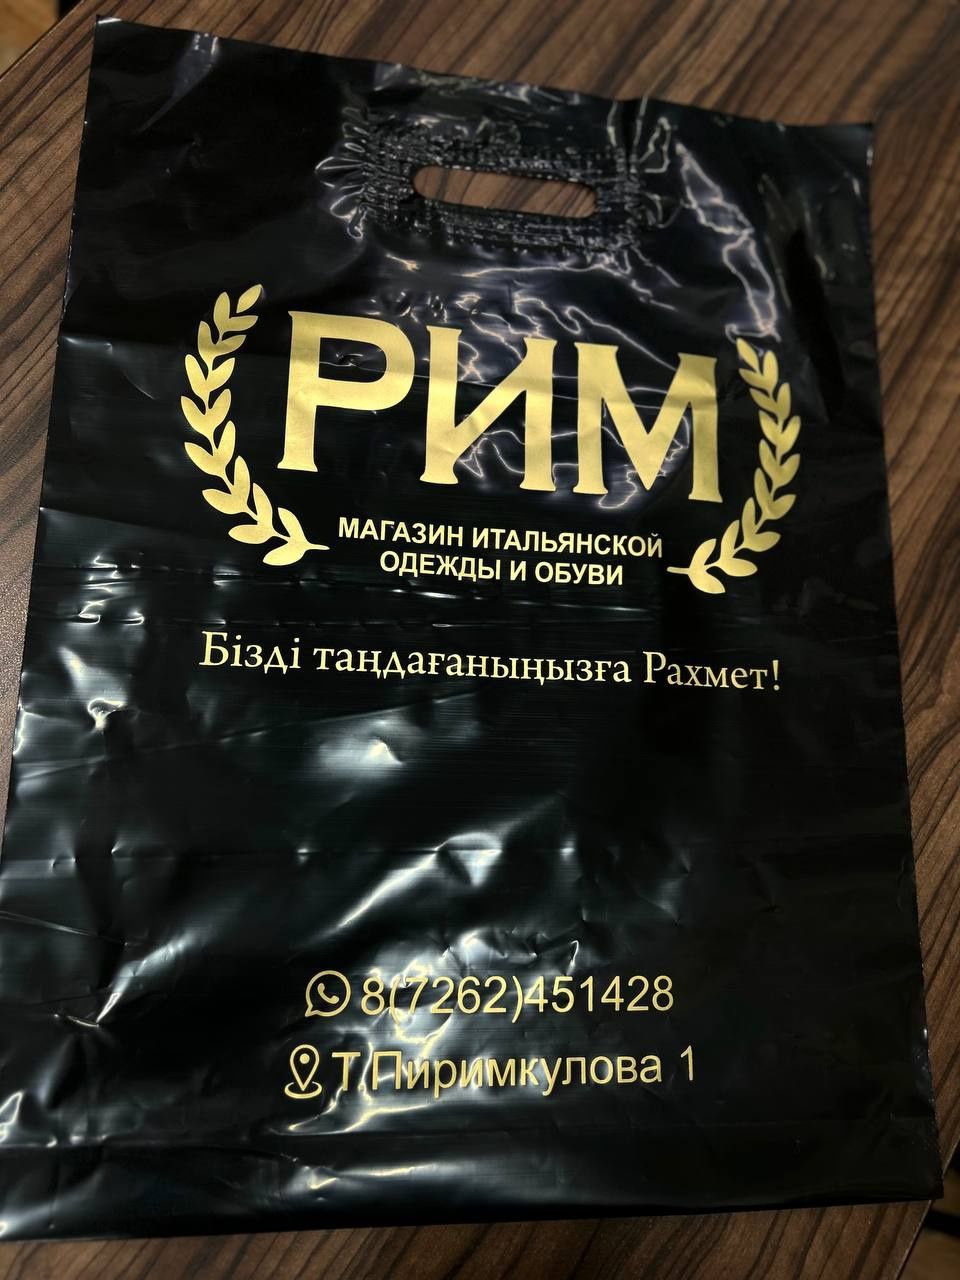 РИМ
МАГАЗИН ИТАЛЬЯНСКОЙ
ОДЕЖДЫ И ОБУВИ
Бізді таңдағаныңызға Рахмет!
8(7262)451428
Т.Пиримкулова 1